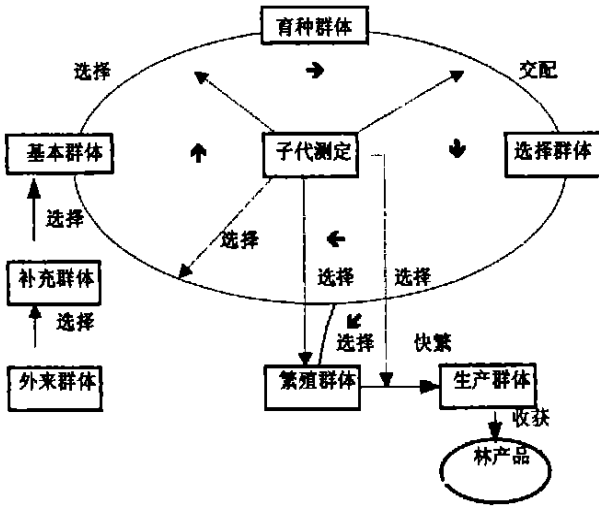 育种群体
选择
交配
基本群体
子代测定
选择群体
选择
选择
补充群体
选择
选择
选择
选择
快繁
外来群体
繁殖群体
生产群体
收获
林产品